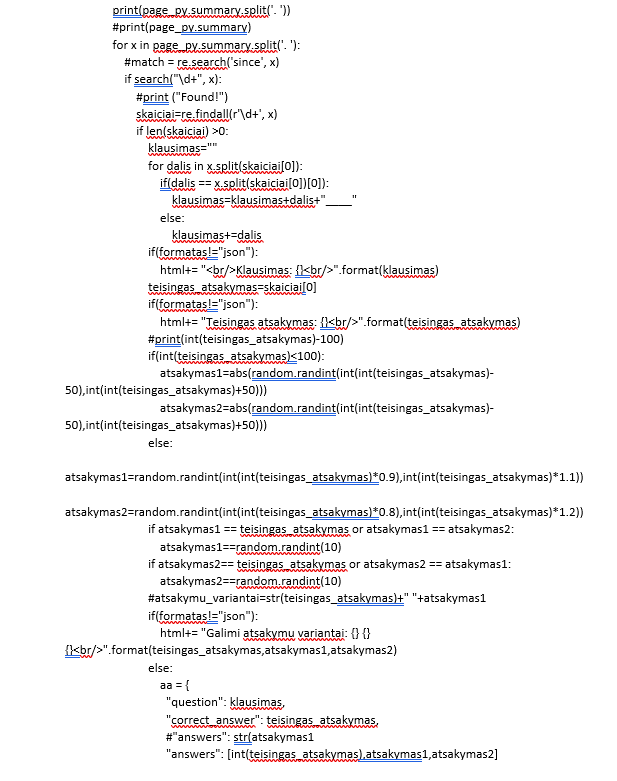 print(page_py.summary.split('. '))
#print(page_py.summary)
for x in page_py.summary.split('. '):
#match = re.search('since', x)
if search("\d+", x):
#print ("Found!")
skaiciai=re.findall(r'\d+', x)
if len(skaiciai) >0:
klausimas=""
for dalis in x.split(skaiciai[0]):
if(dalis == x.split(skaiciai[0])[0]):
klausimas=klausimas+dalis+"____"
else:
klausimas+=dalis
if(formatas!="json"):
html+= "<br/>Klausimas: {}<br/>".format(klausimas)
teisingas_atsakymas=skaiciai[0]
if(formatas!="json"):
html+= "Teisingas atsakymas: {}<br/>".format(teisingas_atsakymas)
#print(int(teisingas_atsakymas)-100)
if(int(teisingas_atsakymas)<100):
atsakymas1=abs(random.randint(int(int(teisingas_atsakymas)-
50),int(int(teisingas_atsakymas)+50)))
atsakymas2=abs(random.randint(int(int(teisingas_atsakymas)-
50),int(int(teisingas_atsakymas)+50)))
else:
atsakymas1=random.randint(int(int(teisingas_atsakymas)*0.9),int(int(teisingas_atsakymas)*1.1))
atsakymas2=random.randint(int(int(teisingas_atsakymas)*0.8),int(int(teisingas_atsakymas)*1.2))
if atsakymas1 == teisingas_atsakymas or atsakymas1 == atsakymas2:
atsakymas1==random.randint(10)
if atsakymas2== teisingas_atsakymas or atsakymas2 == atsakymas1:
atsakymas2==random.randint(10)
#atsakymu_variantai=str(teisingas_atsakymas)+" "+atsakymas1
if(formatas!="json"):
html+= "Galimi atsakymu variantai: {} {}
{}<br/>".format(teisingas_atsakymas,atsakymas1,atsakymas2)
else:
aa = {
"question": klausimas,
"correct_answer": teisingas_atsakymas,
#"answers": str(atsakymas1
"answers": [int(teisingas_atsakymas),atsakymas1,atsakymas2]